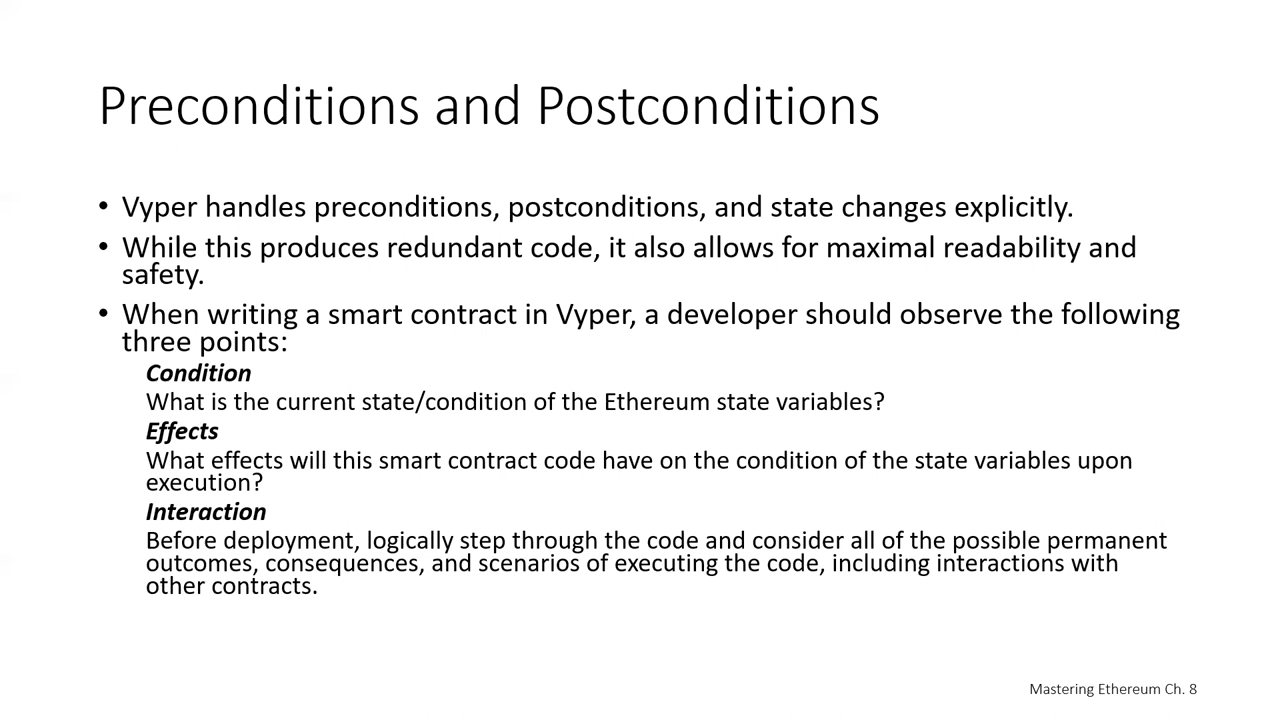 Preconditions and Postconditions
• Vyper handles preconditions, postconditions, and state changes explicitly.
• While this produces redundant code, it also allows for maximal readability and
safety.
• When writing a smart contract in Vyper, a developer should observe the following
three points:
Condition
What is the current state/condition of the Ethereum state variables?
Effects
What effects will this smart contract code have on the condition of the state variables upon
execution?
Interaction
Before deployment, logically step through the code and consider all of the possible permanent
outcomes, consequences, and scenarios of executing the code, including interactions with
other contracts.
Mastering Ethereum Ch. 8